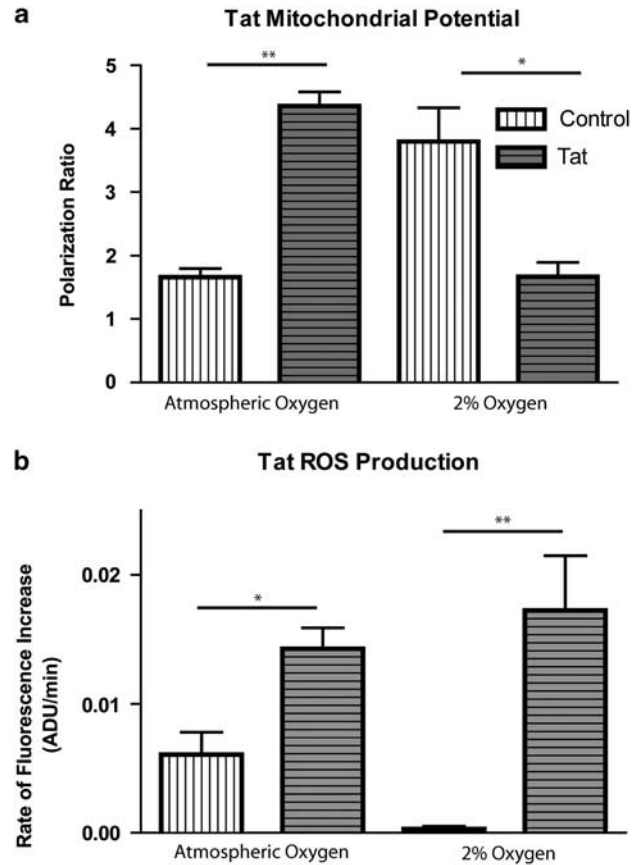 a
Tat Mitochondrial Potential
Polarization Ratio
5
4
3
2
1
0
**
*
Control
Tat
Atmospheric Oxygen
2% Oxygen
b
Tat ROS Production
Rate of Fluorescence Increase
(ADU/min)
0.02
0.01
0.00
*
**
Atmospheric Oxygen
2% Oxygen